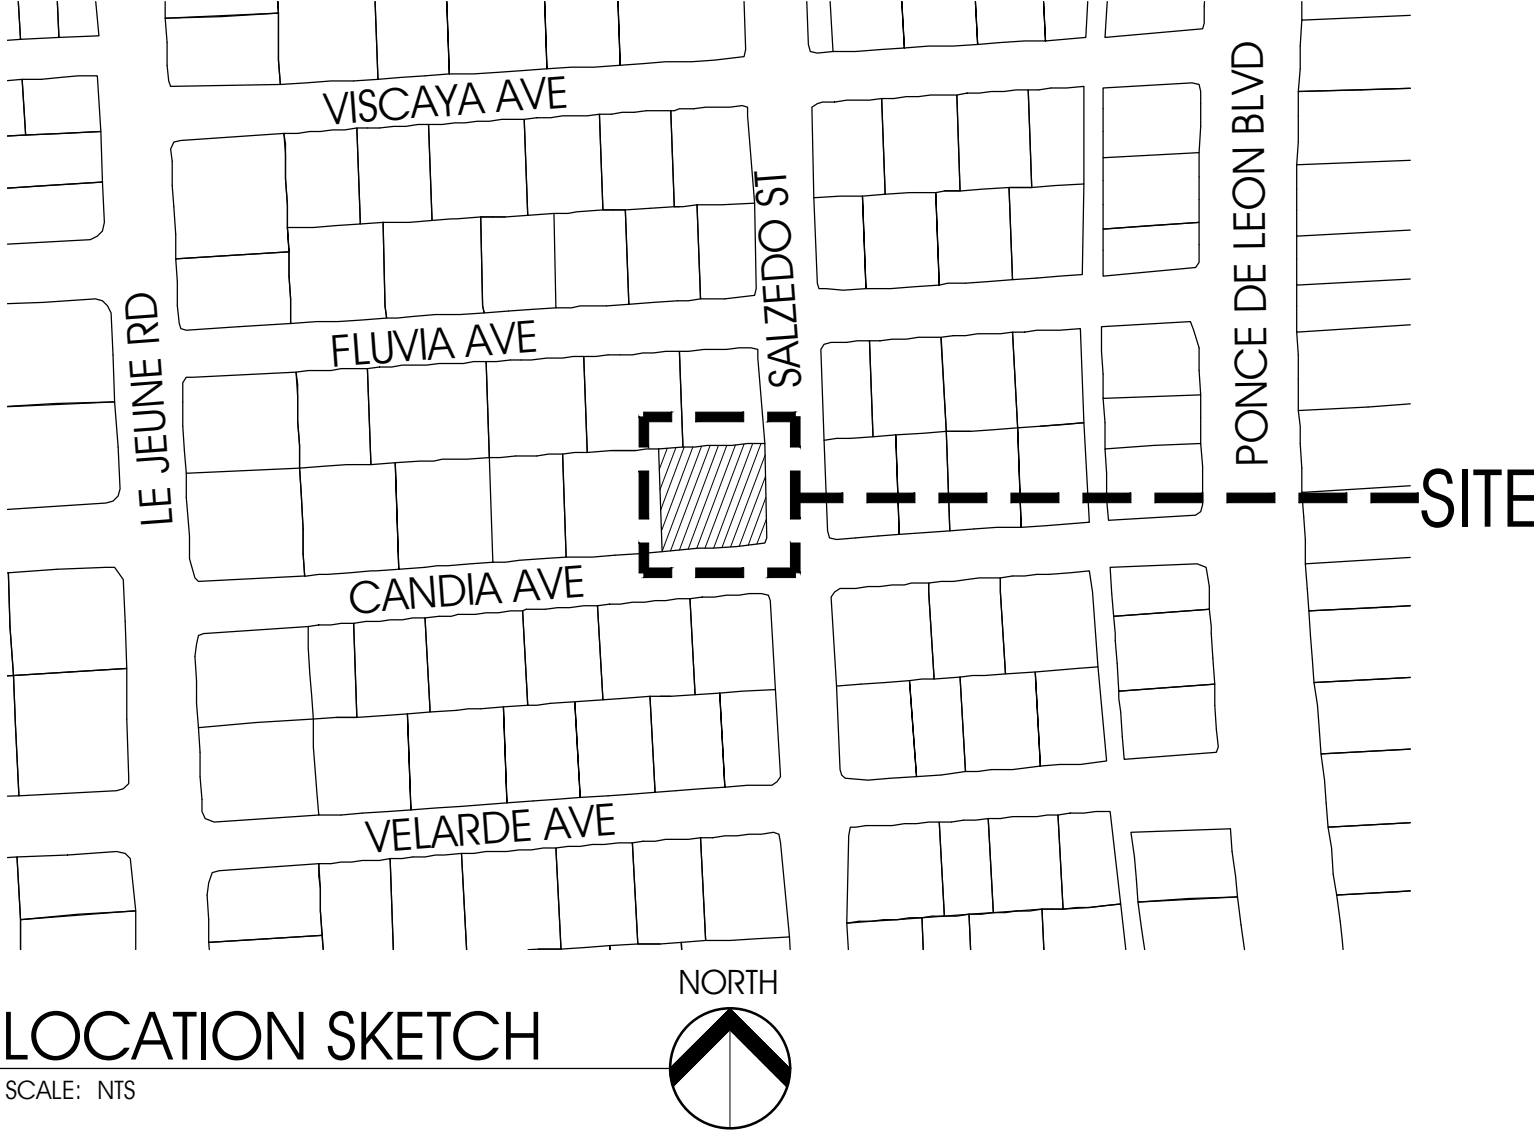 VISCAYA AVE
PONCE DE LEON BLVD
SALZEDO ST
LE JEUNE RD
FLUVIA AVE
SITE
CANDIA AVE
VELARDE AVE
NORTH
LOCATION SKETCH
SCALE: NTS